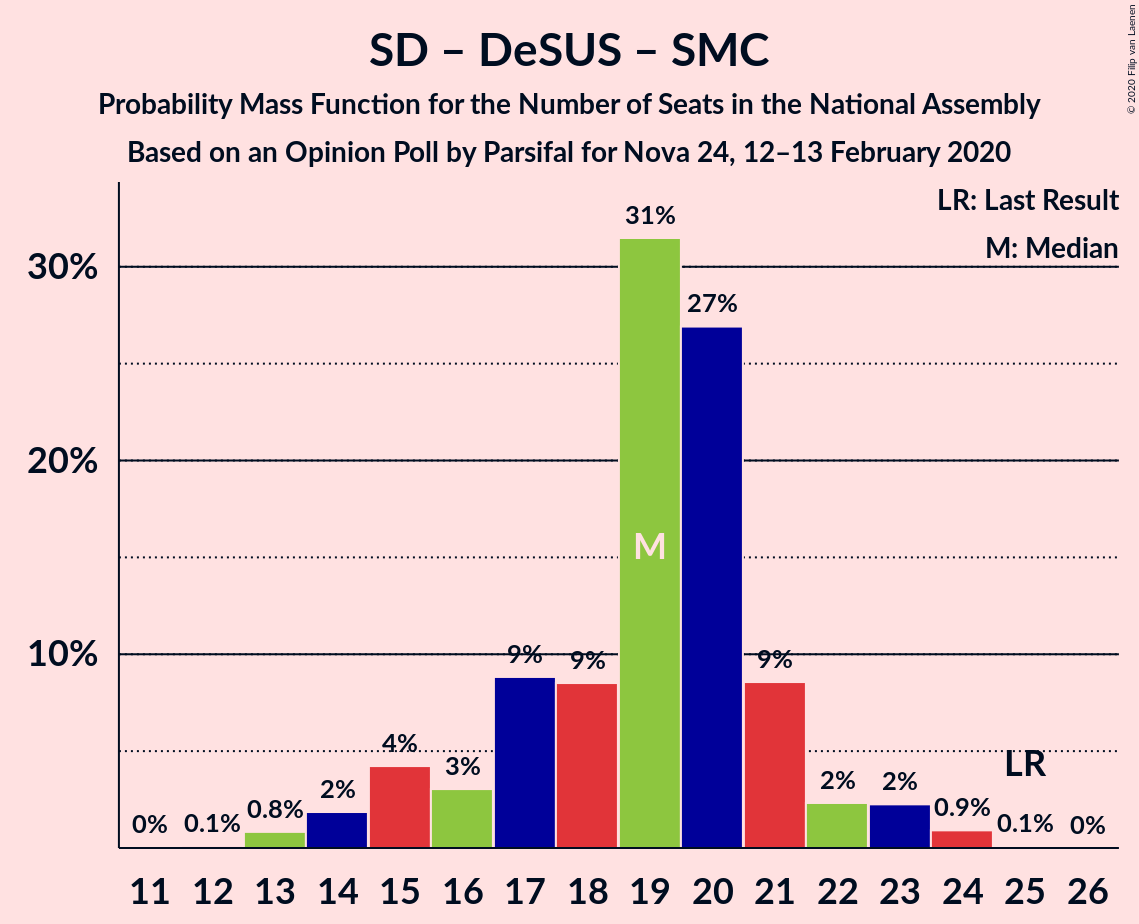 SD – DeSUS – SMC
Probability Mass Function for the Number of Seats in the National Assembly
Based on an Opinion Poll by Parsifal for Nova 24, 12–13 February 2020
© 2020 Filip van Laenen
LR: Last Result
M: Median
30%
20%
10%
0%
0.1%
0.8%
2%
4%
3%
9%
9%
31%
27%
9%
2%
2%
0.9%
0.1%
0%
M
LR
11 12 13 14 15 16 17 18 19 20 21 22 23 24 25 26